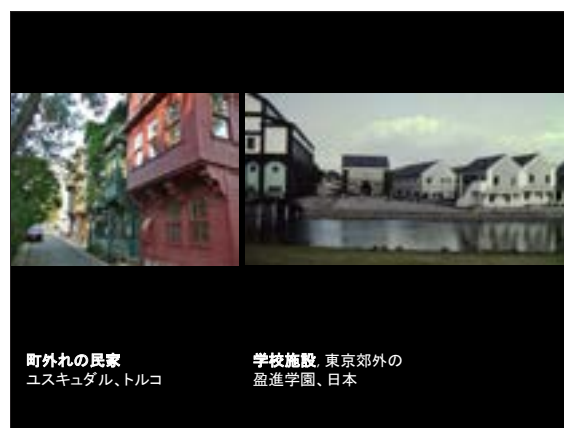 町外れの民家
ユスキュダル、トルコ
学校施設, 東京郊外の
盈進学園、日本